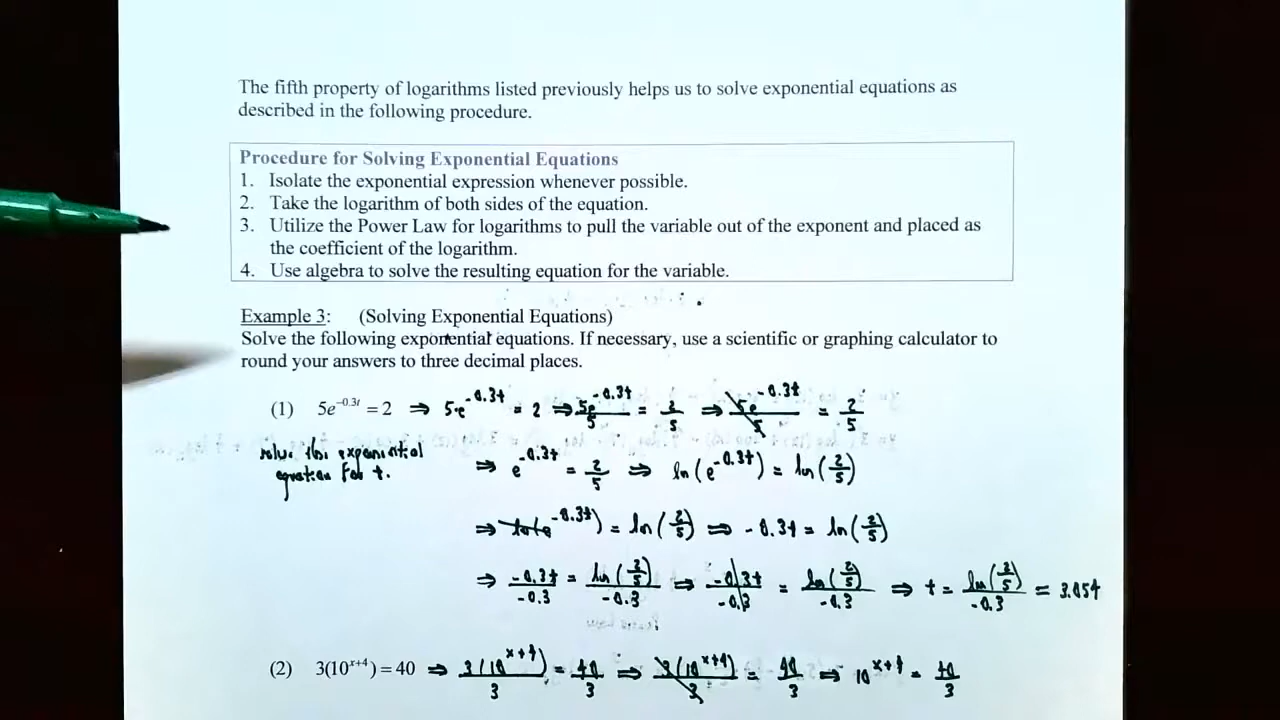 The fifth property of logarithms listed previously helps us to solve exponential equations as
described in the following procedure.
Procedure for Solving Exponential Equations
1. Isolate the exponential expression whenever possible.
2. Take the logarithm of both sides of the equation.
3. Utilize the Power Law for logarithms to pull the variable out of the exponent and placed as
the coefficient of the logarithm.
4. Use algebra to solve the resulting equation for the variable.
Example 3: (Solving Exponential Equations)
Solve the following exponential equations. If necessary, use a scientific or graphing calculator to
round your answers to three decimal places.
(1) 5e^{-0.3t} = 2 ⇒ 5·e^{-0.3t} = 2 ⇒ 5e^{-0.3t}/5 = 2/5 ⇒ 5e^{-0.3t}/5 = 2/5
solve this exponential
equation for t.
⇒ e^{-0.3t} = 2/5 ⇒ ln(e^{-0.3t}) = ln(2/5)
⇒ ln(e^{-0.3t}) = ln(2/5) ⇒ -0.3t = ln(2/5)
⇒ -0.3t/-0.3 = ln(2/5)/-0.3 ⇒ -0.3t/-0.3 = ln(2/5)/-0.3 ⇒ t = ln(2/5)/-0.3 = 3.054
(2) 3(10^{x+4}) = 40 ⇒ 3(10^{x+4})/3 = 40/3 ⇒ 3(10^{x+4})/3 = 40/3 ⇒ 10^{x+4} = 40/3